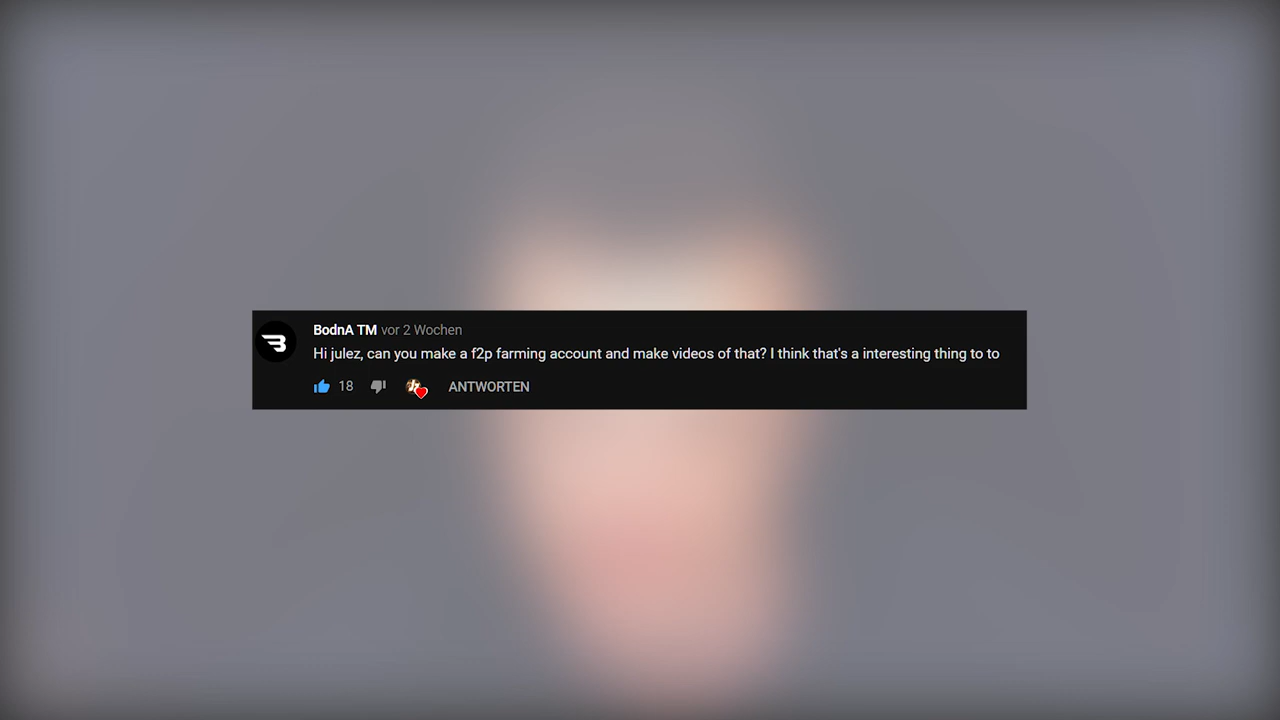 BodnA TM vor 2 Wochen
Hi julez, can you make a f2p farming account and make videos of that? I think that's a interesting thing to to
18 ANTWORTEN